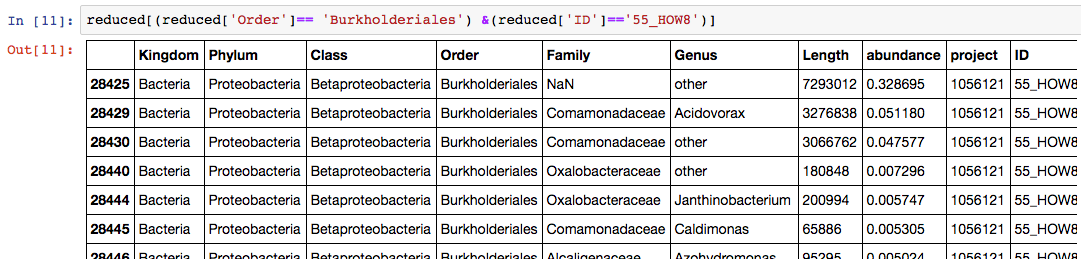 In [11]: reduced[(reduced['Order']== 'Burkholderiales') &(reduced['ID']=='55_HOW8')]
Out[11]:
Kingdom Phylum Class Order Family Genus Length abundance project ID
28425 Bacteria Proteobacteria Betaproteobacteria Burkholderiales NaN other 7293012 0.328695 1056121 55_HOW8
28429 Bacteria Proteobacteria Betaproteobacteria Burkholderiales Comamonadaceae Acidovorax 3276838 0.051180 1056121 55_HOW8
28430 Bacteria Proteobacteria Betaproteobacteria Burkholderiales Comamonadaceae other 3066762 0.047577 1056121 55_HOW8
28440 Bacteria Proteobacteria Betaproteobacteria Burkholderiales Oxalobacteraceae other 180848 0.007296 1056121 55_HOW8
28444 Bacteria Proteobacteria Betaproteobacteria Burkholderiales Oxalobacteraceae Janthinobacterium 200994 0.005747 1056121 55_HOW8
28445 Bacteria Proteobacteria Betaproteobacteria Burkholderiales Comamonadaceae Caldimonas 65886 0.005305 1056121 55_HOW8
28446 Bacteria Proteobacteria Betaproteobacteria Burkholderiales Alcaligenaceae Azohydromonas 95295 0.005024 1056121 55_HOW8